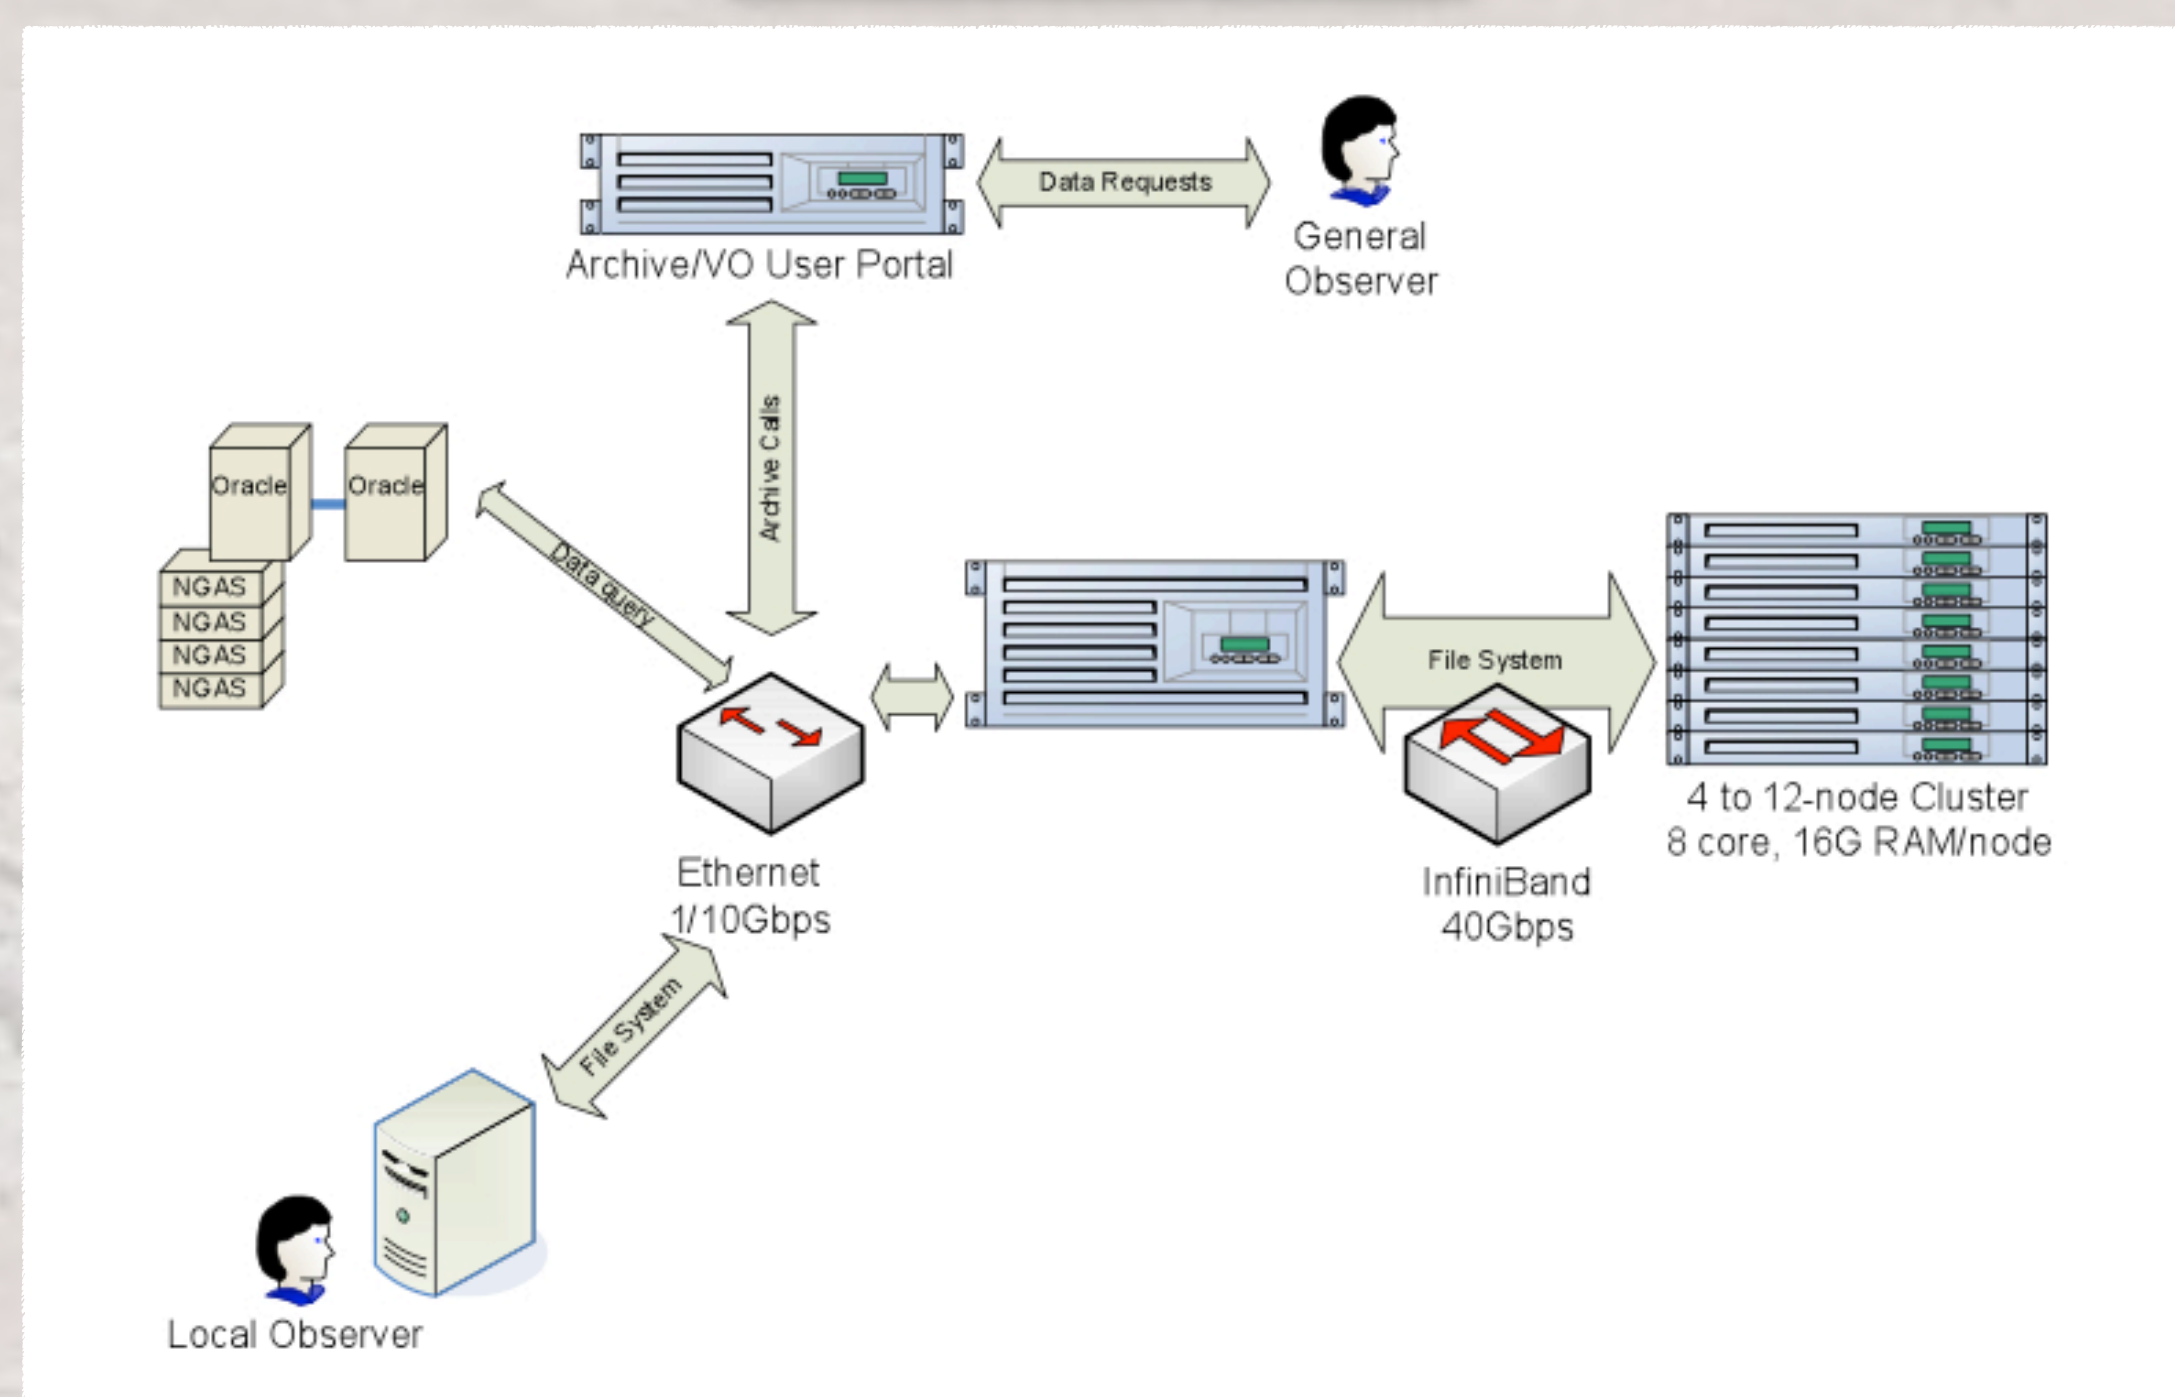 Data Requests
General
Observer
Archive/VO User Portal
Archive Calls
Oracle
Oracle
Data query
NGAS
NGAS
NGAS
NGAS
File System
4 to 12-node Cluster
8 core, 16G RAM/node
InfiniBand
40Gbps
Ethernet
1/10Gbps
File System
Local Observer